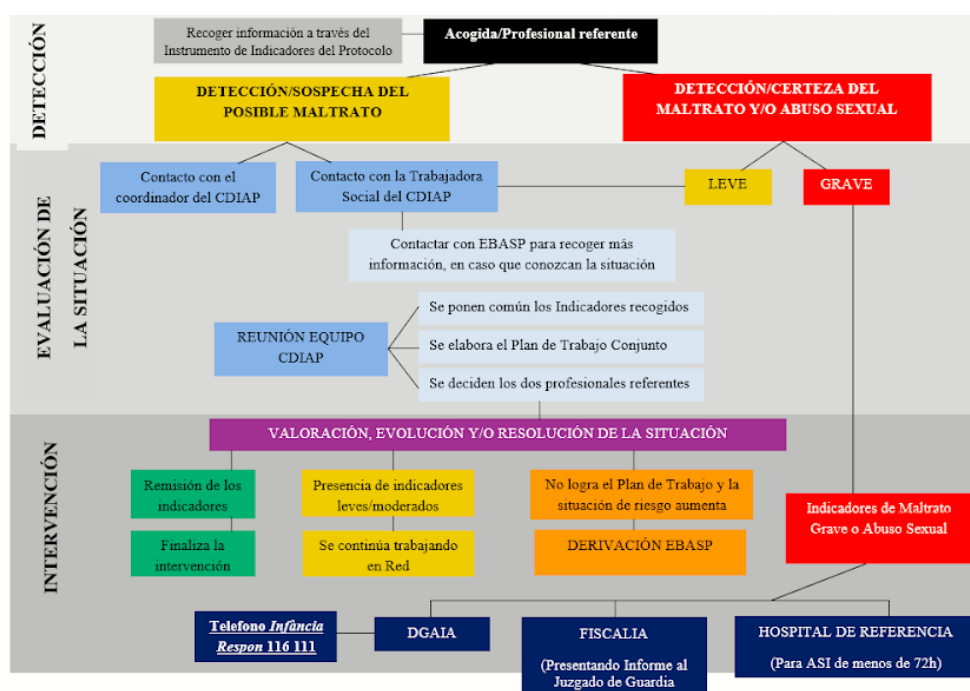 DETECCIÓN
Recoger información a través del
Instrumento de Indicadores del Protocolo
Acogida/Profesional referente
DETECCIÓN/SOSPECHA DEL
POSIBLE MALTRATO
DETECCIÓN/CERTEZA DEL
MALTRATO Y/O ABUSO SEXUAL
EVALUACIÓN DE
LA SITUACIÓN
Contacto con el
coordinador del CDIAP
Contacto con la Trabajadora
Social del CDIAP
LEVE
GRAVE
Contactar con EBASP para recoger más
información, en caso que conozcan la situación
REUNIÓN EQUIPO
CDIAP
Se ponen común los Indicadores recogidos
Se elabora el Plan de Trabajo Conjunto
Se deciden los dos profesionales referentes
INTERVENCIÓN
VALORACIÓN, EVOLUCIÓN Y/O RESOLUCIÓN DE LA SITUACIÓN
Remisión de los
indicadores
Presencia de indicadores
leves/moderados
No logra el Plan de Trabajo y la
situación de riesgo aumenta
Indicadores de Maltrato
Grave o Abuso Sexual
Finaliza la
intervención
Se continúa trabajando
en Red
DERIVACIÓN EBASP
Telefono Infància
Respon 116 111
DGAIA
FISCALIA
(Presentando Informe al
Juzgado de Guardia
HOSPITAL DE REFERENCIA
(Para ASI de menos de 72h)